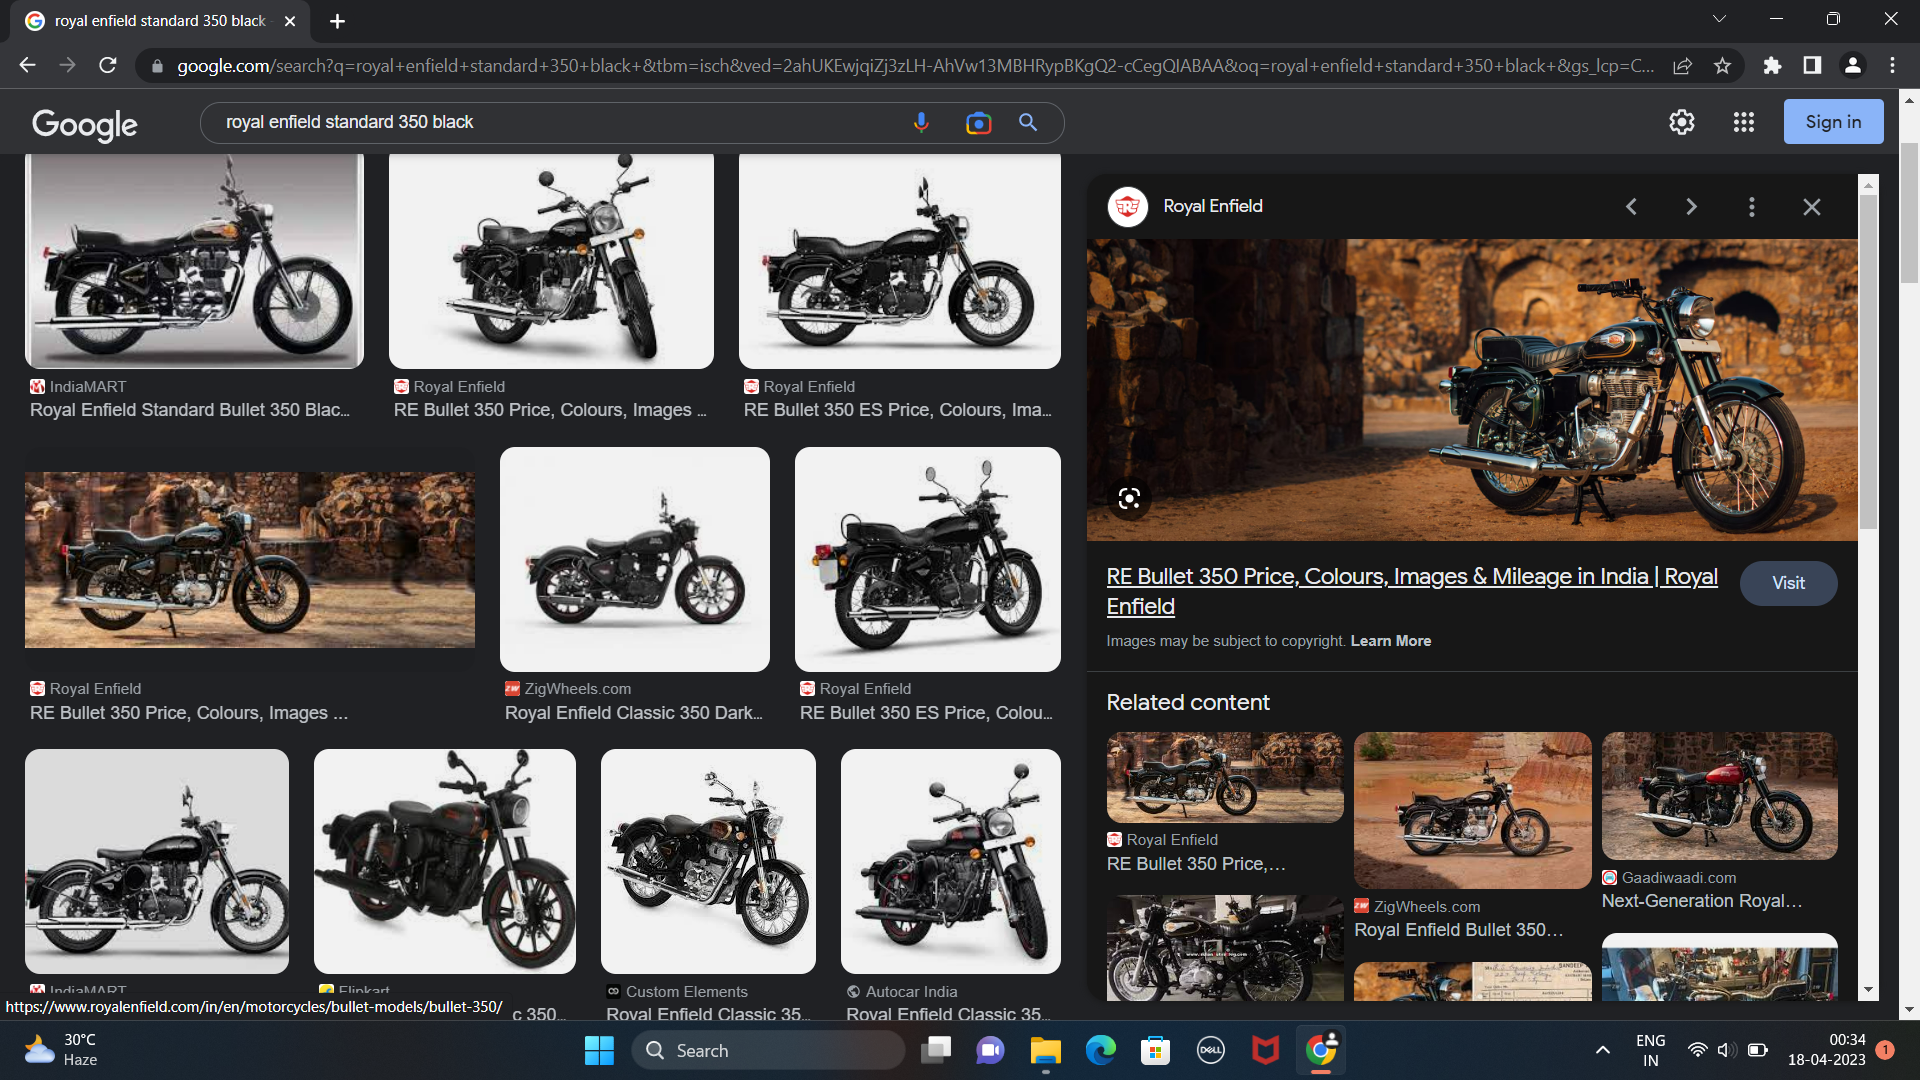 royal enfield standard 350 black
google.com/search?q=royal+enfield+standard+350+black+&tbm=isch&ved=2ahUKEwjqiZj3zLH-AhVw13MBHRypBKgQ2-cCegQIABAA&oq=royal+enfield+standard+350+black+&gs_lcp=C...
Google
royal enfield standard 350 black
Sign in
IndiaMART
Royal Enfield Standard Bullet 350 Blac...
Royal Enfield
RE Bullet 350 Price, Colours, Images ...
Royal Enfield
RE Bullet 350 ES Price, Colours, Ima...
Royal Enfield
RE Bullet 350 Price, Colours, Images ...
ZigWheels.com
Royal Enfield Classic 350 Dark...
Royal Enfield
RE Bullet 350 ES Price, Colou...
IndiaMART
Flipkart
c 350...
Custom Elements
Royal Enfield Classic 35...
Autocar India
Royal Enfield Classic 35...
https://www.royalenfield.com/in/en/motorcycles/bullet-models/bullet-350/
Royal Enfield
RE Bullet 350 Price, Colours, Images & Mileage in India | Royal
Enfield
Visit
Images may be subject to copyright. Learn More
Related content
Royal Enfield
RE Bullet 350 Price,...
ZigWheels.com
Royal Enfield Bullet 350...
Gaadiwaadi.com
Next-Generation Royal...
SANDEEP
30°C
Haze
Search
DELL
ENG
IN
00:34
18-04-2023
1